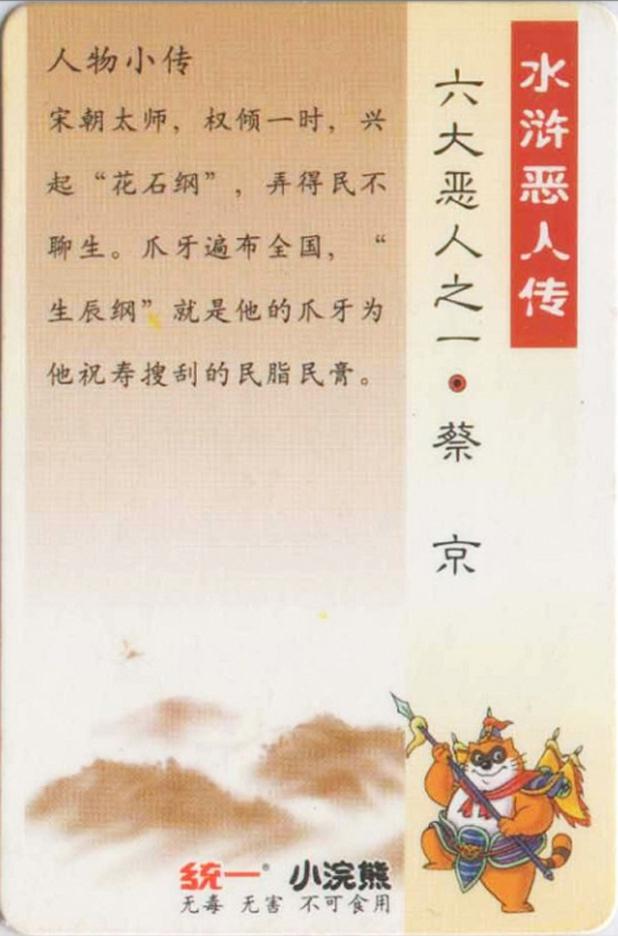 水浒恶人传
六大恶人之一·蔡京
人物小传
宋朝太师，权倾一时，兴
起“花石纲”，弄得民不
聊生。爪牙遍布全国，“
生辰纲”就是他的爪牙为
他祝寿搜刮的民脂民膏。
统一® 小浣熊
无毒 无害 不可食用